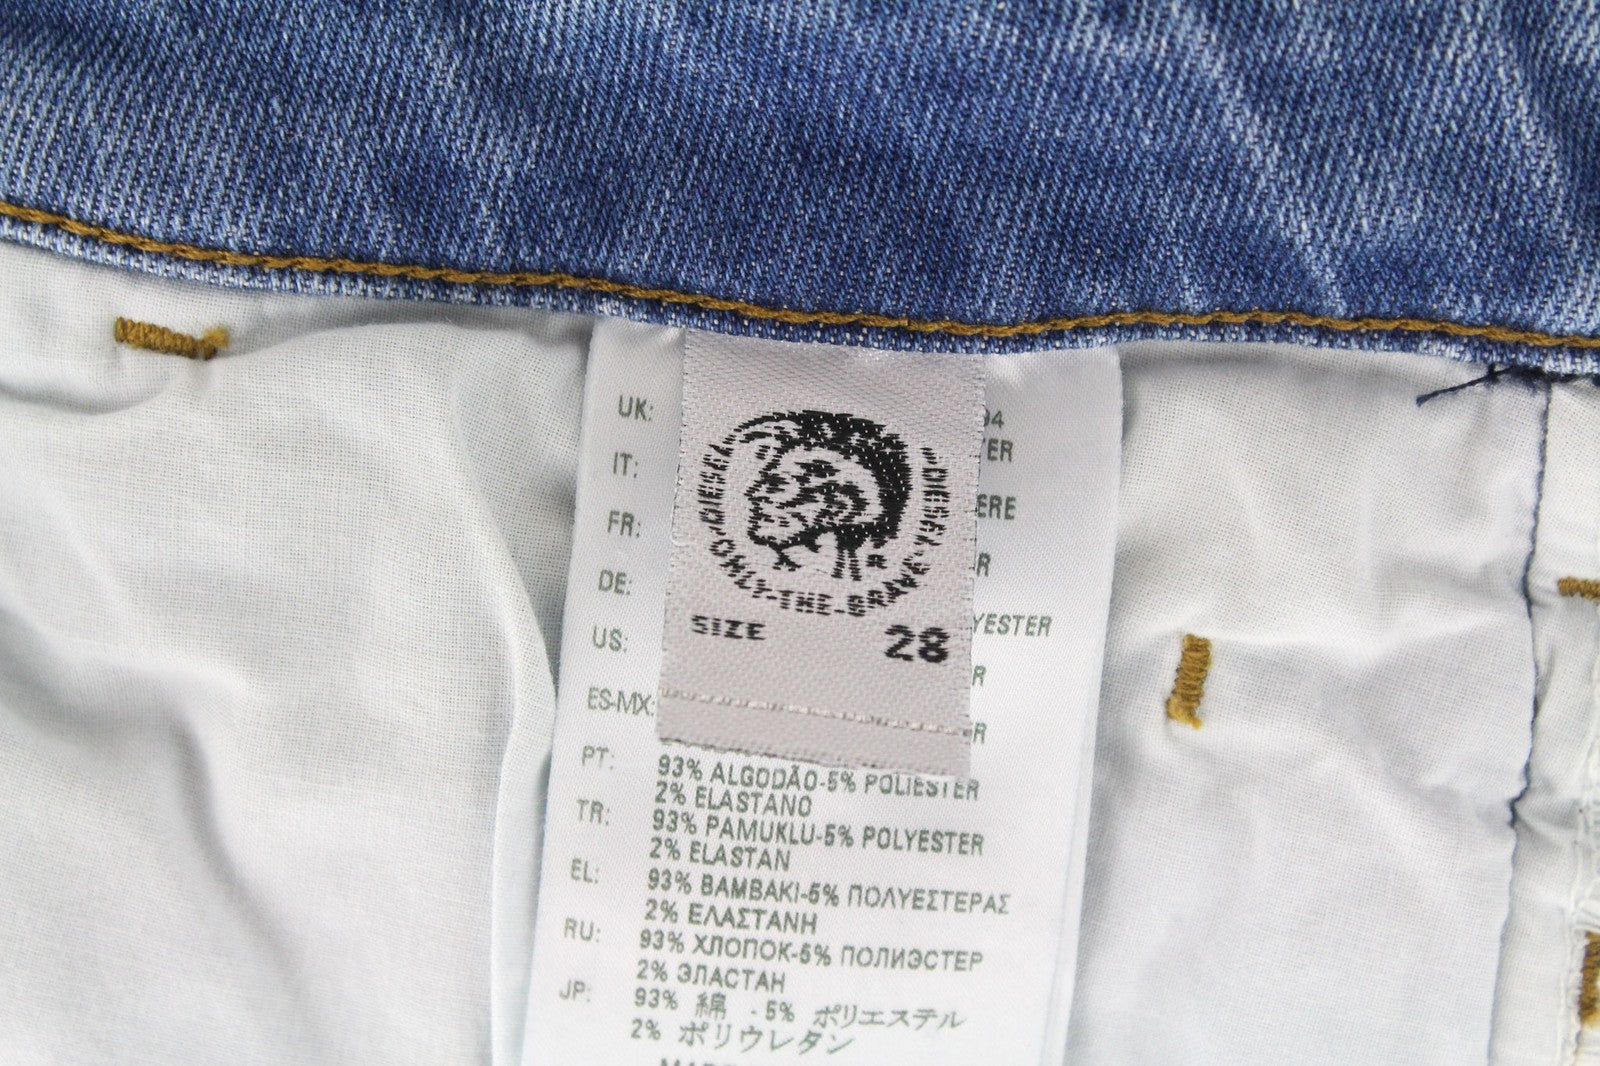 UK:
94
YER
IT:
ERE
FR:
R
DE:
YESTER
US:
R
ES-MX:
R
DIESEL
DIESEL
ONLY-THE-BRAVE
R
SIZE 28
PT: 93% ALGODÃO-5% POLIESTER
2% ELASTANO
TR: 93% PAMUKLU-5% POLYESTER
2% ELASTAN
EL: 93% ΒΑΜΒΑΚΙ-5% ΠΟΛΥΕΣΤΕΡΑΣ
2% ΕΛΑΣΤΑΝΗ
RU: 93% ХЛОПОК-5% ПОЛИЭСТЕР
2% ЭЛАСТАН
JP: 93% 綿 - 5% ポリエステル
2% ポリウレタン